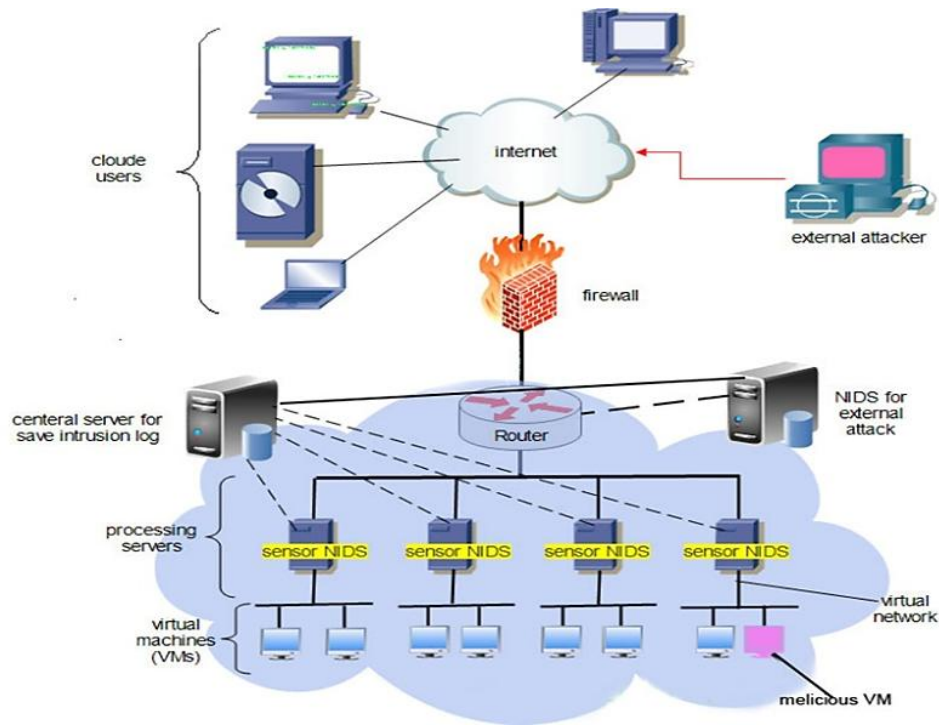 internet
cloude
users
external attacker
firewall
centeral server for
save intrusion log
NIDS for
external
attack
Router
processing
servers
sensor NIDS
sensor NIDS
sensor NIDS
sensor NIDS
virtual
machines
(VMs)
virtual
network
melicious VM